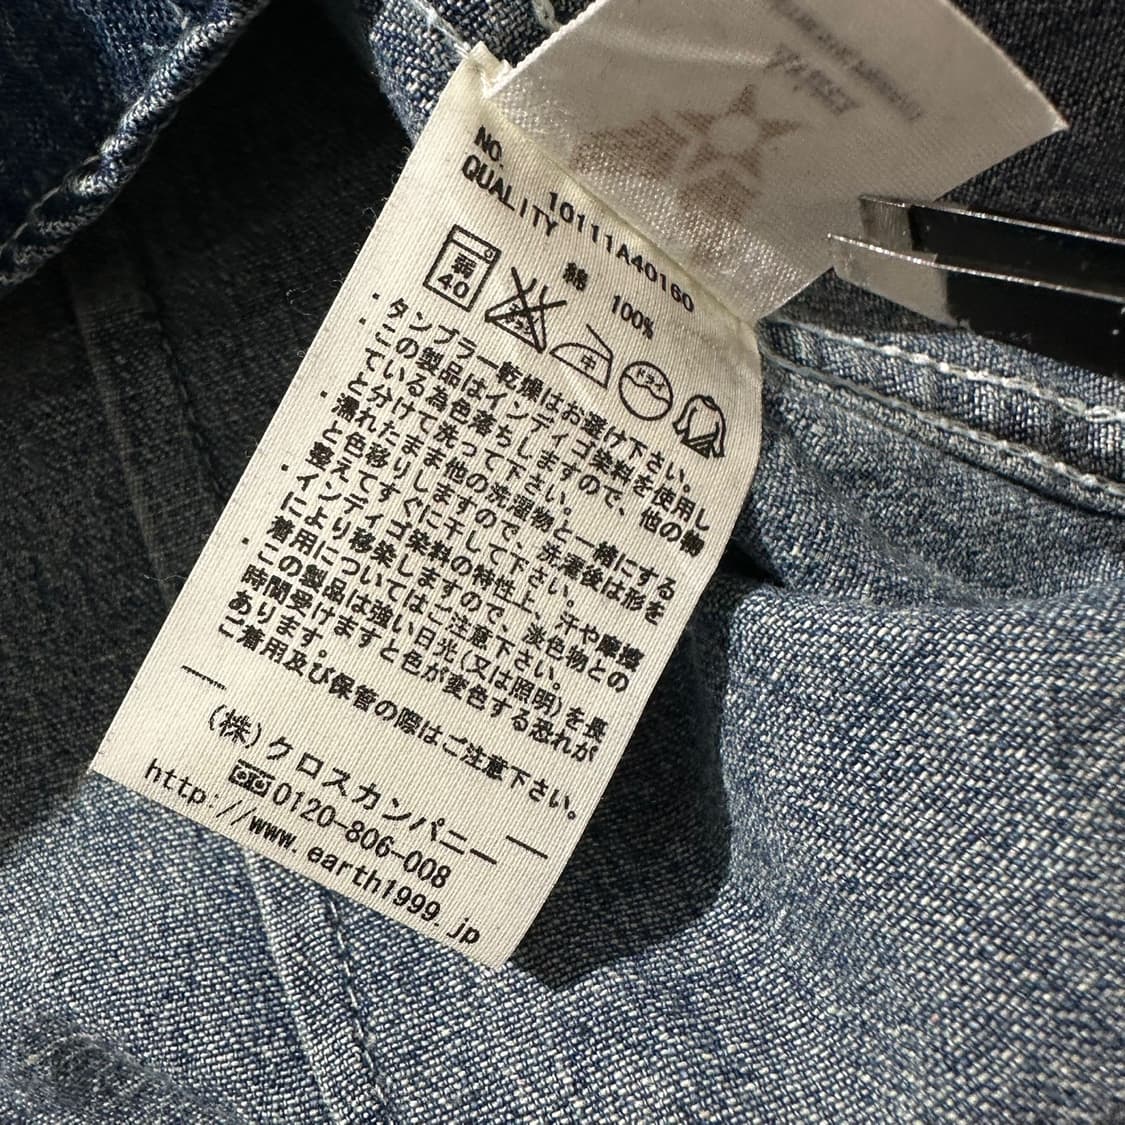 NO. 10111A40160
QUALITY
綿 100%
弱
40
エンソ
サラシ
中
ドライ
・タンブラー乾燥はお避け下さい。
・この製品はインディゴ染料を使用し
ている為色落ちしますので、他の物
と分けて洗って下さい。
・濡れたまま他の洗濯物と一緒にする
と色移りしますので、洗濯後は形を
整えてすぐに干して下さい。
・インディゴ染料の特性上、汗や摩擦
により移染しますので、淡色物との
着用についてはご注意下さい。
・この製品は強い日光(又は照明)を長
時間受けますと色が変色する恐れが
あります。
ご着用及び保管の際はご注意下さい。
(株)クロスカンパニー
0120-806-008
http://www.earth1999.jp